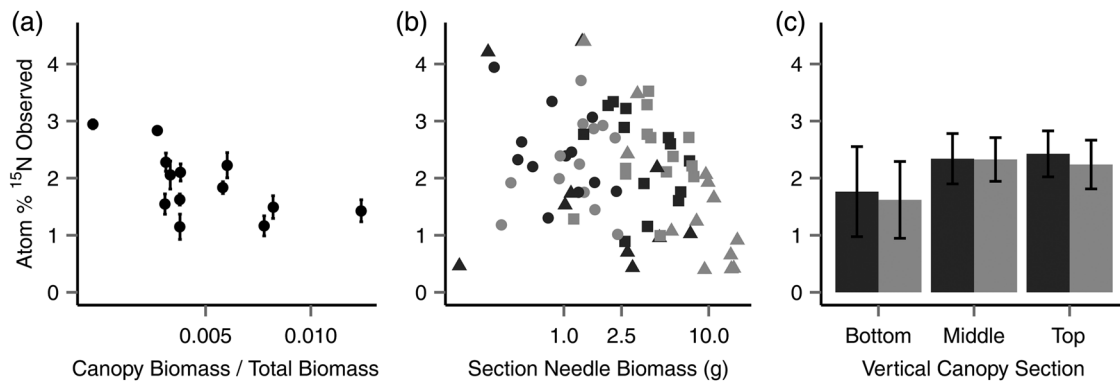 (a)
Atom % ¹⁵N Observed
4
3
2
1
0
0.005 0.010
Canopy Biomass / Total Biomass
(b)
4
3
2
1
0
1.0 2.5 10.0
Section Needle Biomass (g)
(c)
4
3
2
1
0
Bottom Middle Top
Vertical Canopy Section